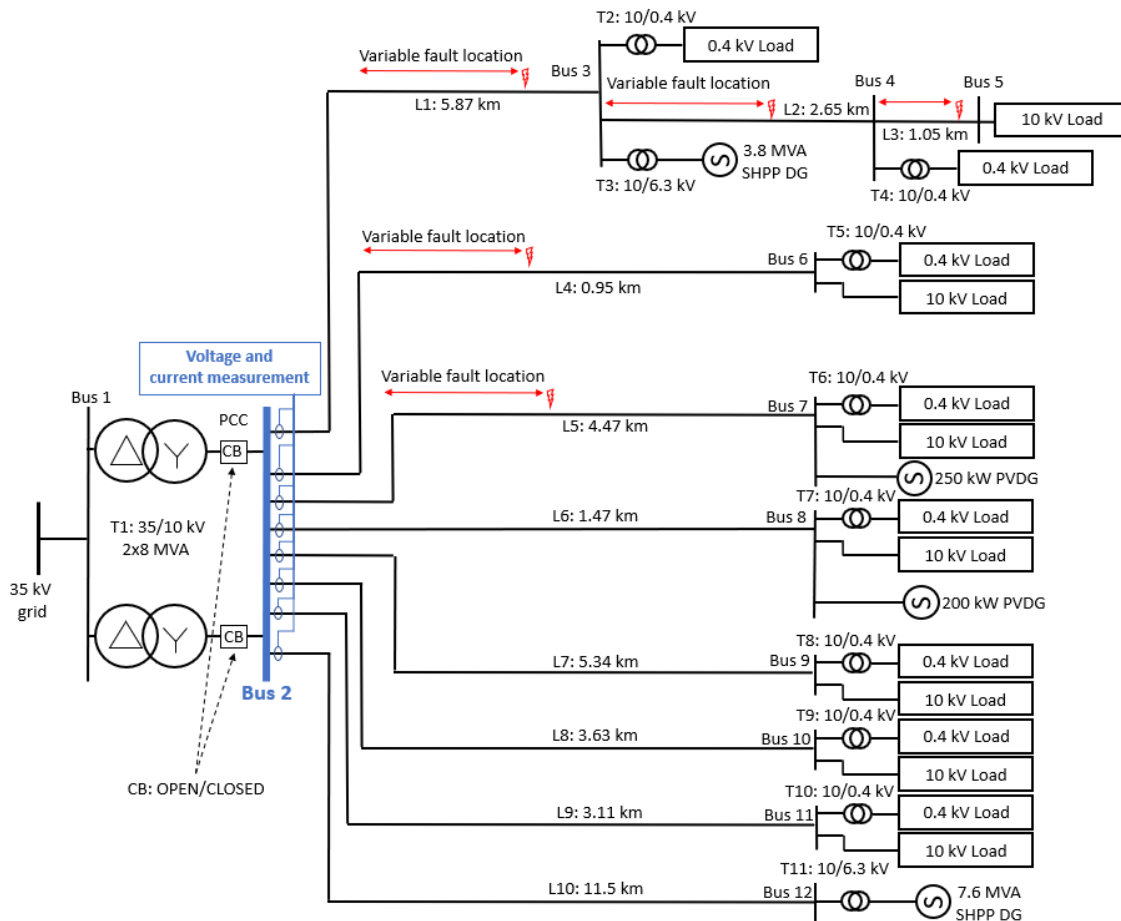 T2: 10/0.4 kV
0.4 kV Load
Variable fault location
Bus 3
Variable fault location
Bus 4
Bus 5
L1: 5.87 km
L2: 2.65 km
10 kV Load
L3: 1.05 km
3.8 MVA
SHPP DG
T3: 10/6.3 kV
0.4 kV Load
T4: 10/0.4 kV
Variable fault location
T5: 10/0.4 kV
Bus 6
0.4 kV Load
L4: 0.95 km
10 kV Load
Voltage and
current measurement
Variable fault location
T6: 10/0.4 kV
Bus 1
PCC
Bus 7
0.4 kV Load
L5: 4.47 km
10 kV Load
CB
S
250 kW PVDG
T7: 10/0.4 kV
T1: 35/10 kV
2x8 MVA
L6: 1.47 km
Bus 8
0.4 kV Load
10 kV Load
35 kV
grid
S
200 kW PVDG
CB
T8: 10/0.4 kV
L7: 5.34 km
Bus 9
0.4 kV Load
Bus 2
10 kV Load
T9: 10/0.4 kV
L8: 3.63 km
Bus 10
0.4 kV Load
10 kV Load
CB: OPEN/CLOSED
T10: 10/0.4 kV
L9: 3.11 km
Bus 11
0.4 kV Load
10 kV Load
T11: 10/6.3 kV
L10: 11.5 km
Bus 12
S
7.6 MVA
SHPP DG
S